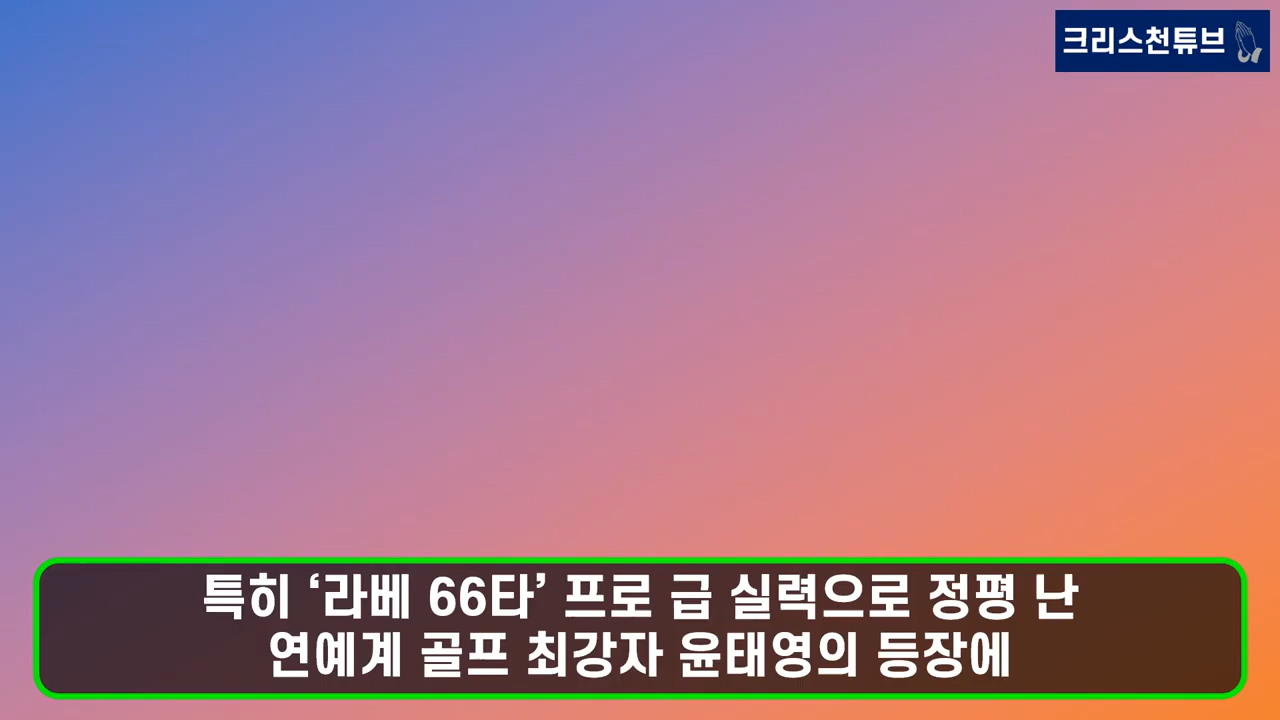 크리스천튜브
특히 ‘라베 66타’ 프로 급 실력으로 정평 난
연예계 골프 최강자 윤태영의 등장에